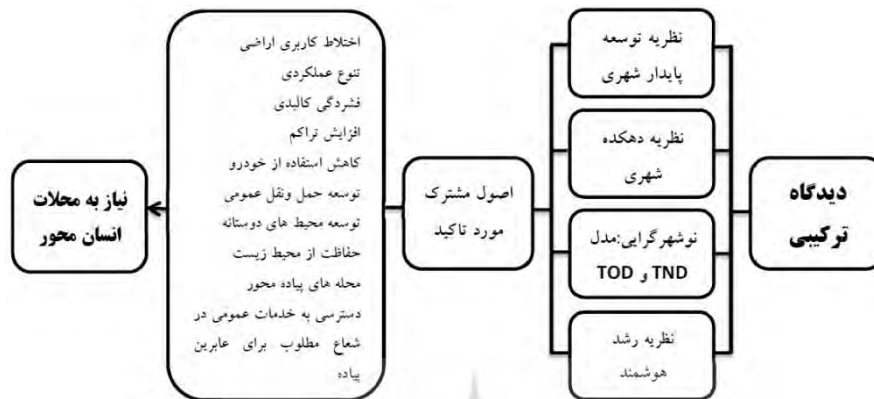 دیدگاه
ترکیبی
نظریه توسعه
پایدار شهری
نظریه دهکده
شهری
نوشهرگرایی:مدل
TND و TOD
نظریه رشد
هوشمند
اصول مشترک
مورد تاکید
اختلاط کاربری اراضی
تنوع عملکردی
فشردگی کالبدی
افزایش تراکم
کاهش استفاده از خودرو
توسعه حمل ونقل عمومی
توسعه محیط های دوستانه
حفاظت از محیط زیست
محله های پیاده محور
دسترسی به خدمات عمومی در
شعاع مطلوب برای عابرین
پیاده
نیاز به محلات
انسان محور